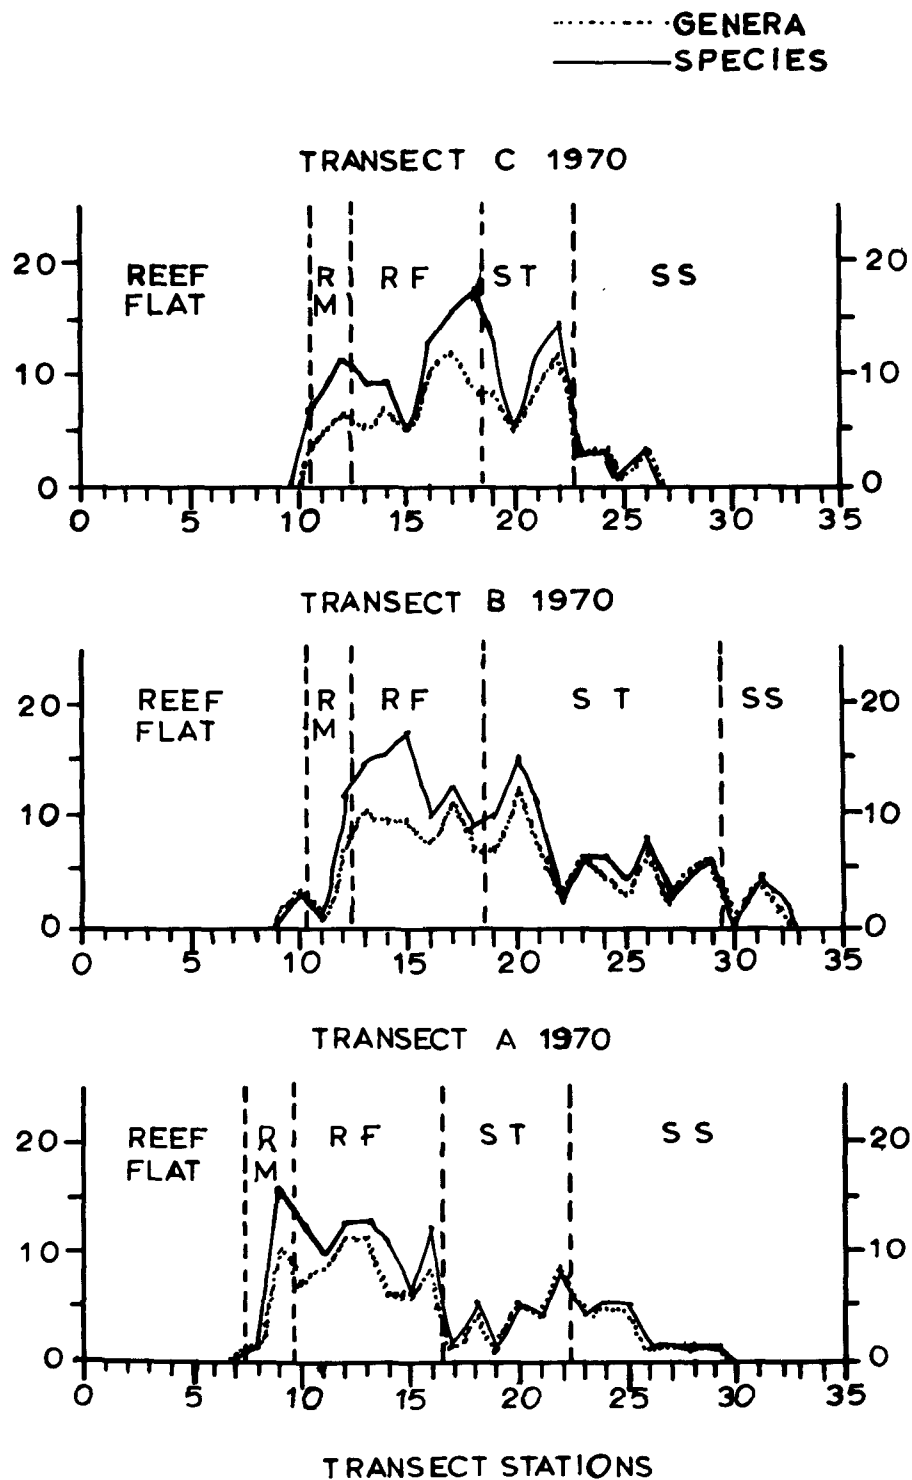 GENERA
SPECIES
TRANSECT C 1970
REEF FLAT
R M
RF
ST
SS
20
20
10
10
0
0
0 5 10 15 20 25 30 35
TRANSECT B 1970
REEF FLAT
R M
RF
ST
SS
20
20
10
10
0
0
0 5 10 15 20 25 30 35
TRANSECT A 1970
REEF FLAT
R M
RF
ST
SS
20
20
10
10
0
0
0 5 10 15 20 25 30 35
TRANSECT STATIONS